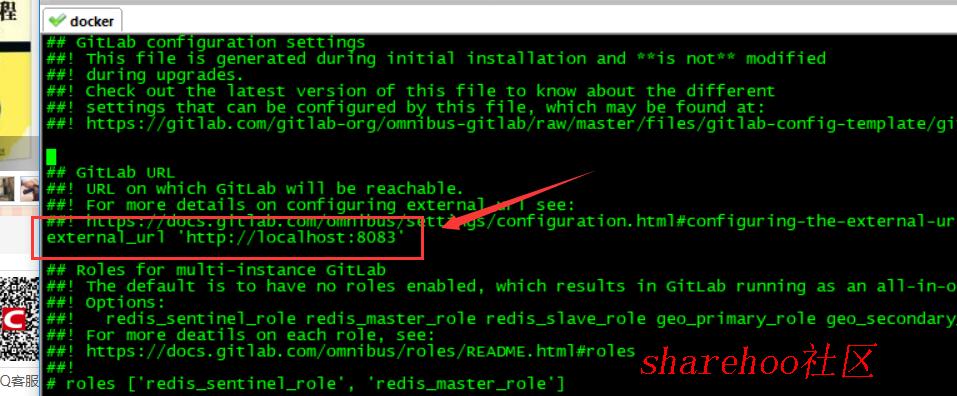 程
docker
## GitLab configuration settings
##! This file is generated during initial installation and **is not** modified
##! during upgrades.
##! Check out the latest version of this file to know about the different
##! settings that can be configured by this file, which may be found at:
##! https://gitlab.com/gitlab-org/omnibus-gitlab/raw/master/files/gitlab-config-template/gi
## GitLab URL
##! URL on which GitLab will be reachable.
##! For more details on configuring external_url see:
##! https://docs.gitlab.com/omnibus/settings/configuration.html#configuring-the-external-ur
external_url 'http://localhost:8083'
## Roles for multi-instance GitLab
##! The default is to have no roles enabled, which results in GitLab running as an all-in-o
##! Options:
##!   redis_sentinel_role redis_master_role redis_slave_role geo_primary_role geo_secondary_
##! For more deatils on each role, see:
##! https://docs.gitlab.com/omnibus/roles/README.html#roles
##!
# roles ['redis_sentinel_role', 'redis_master_role']
C
Q客服
sharehoo社区